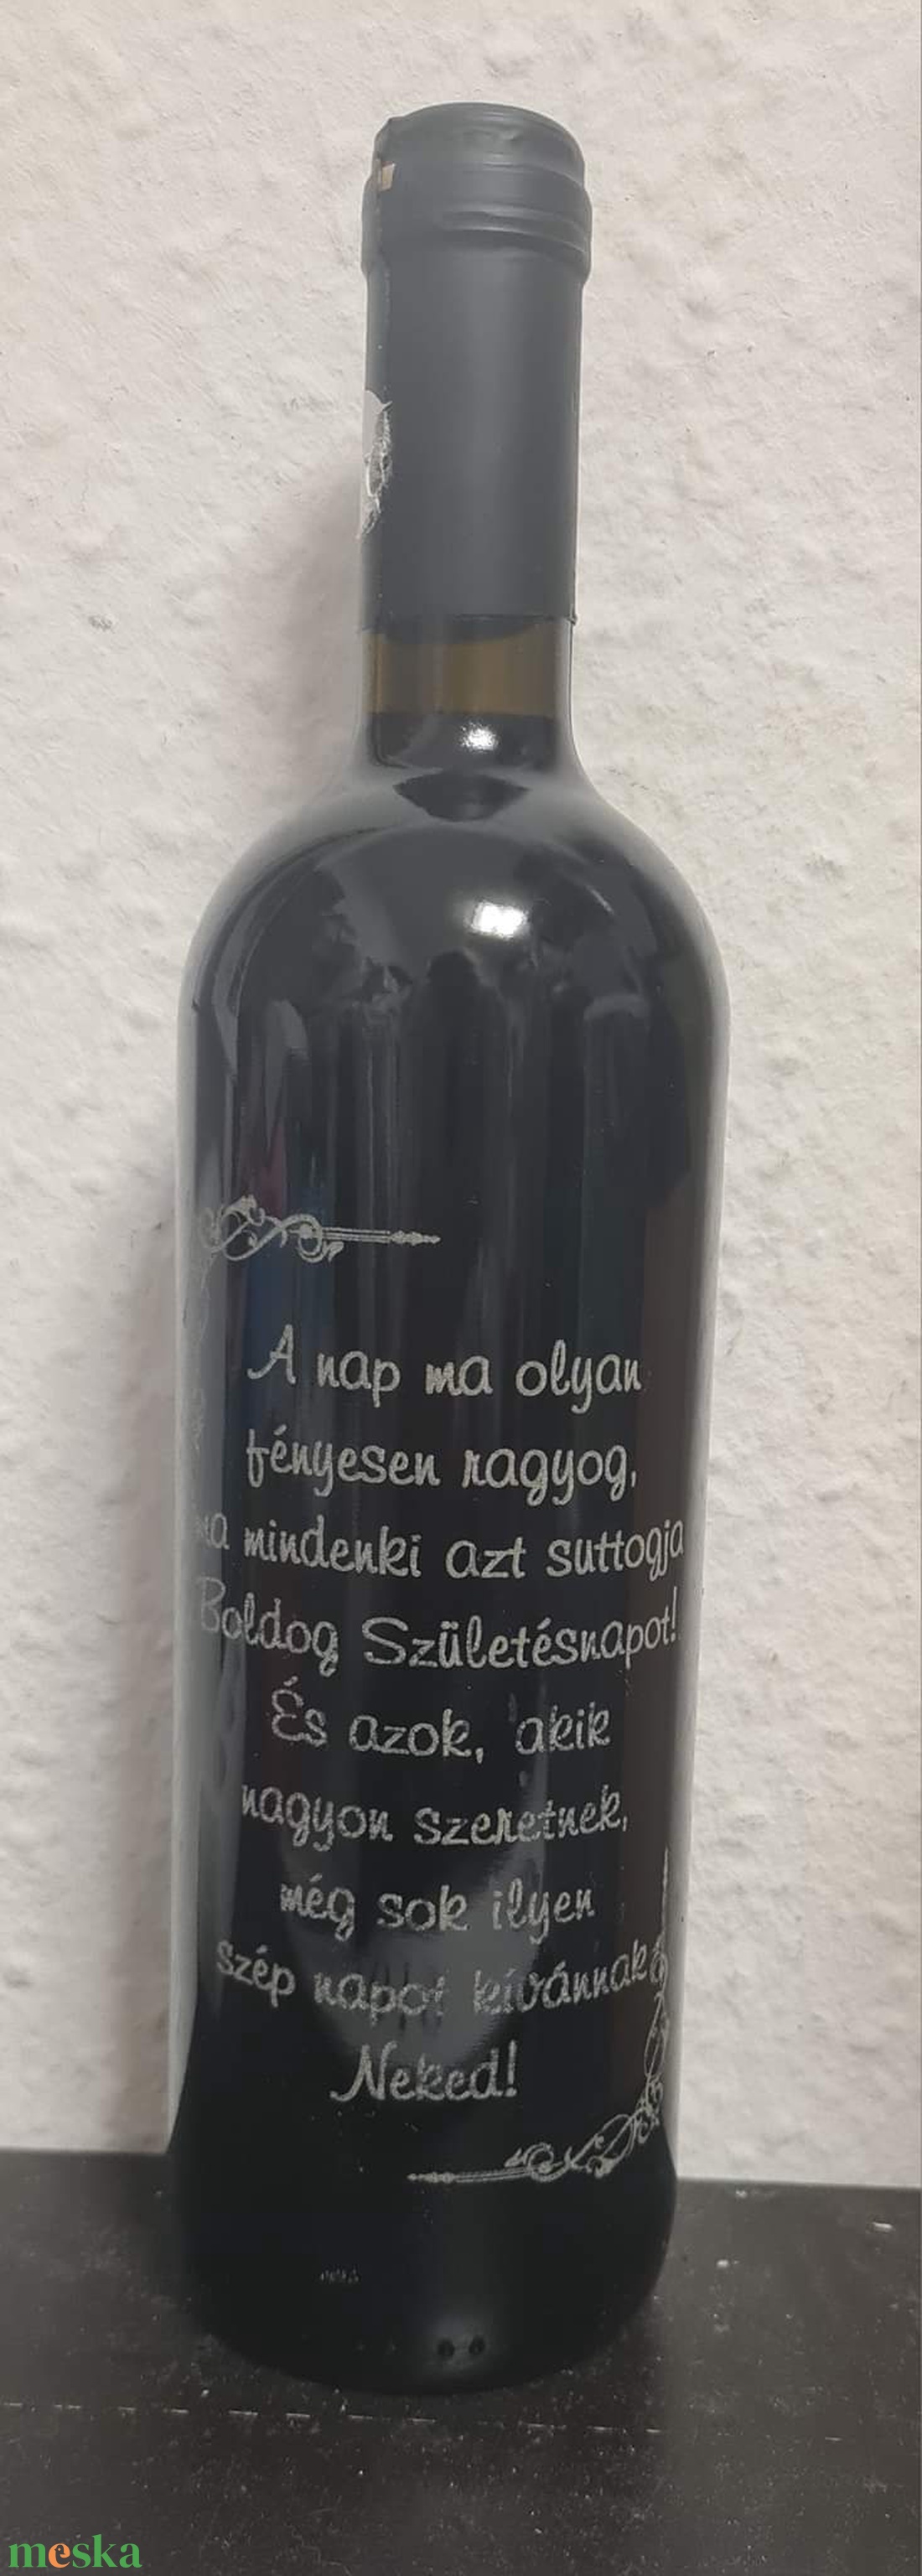 A nap ma olyan
fényesen ragyog,
ma mindenki azt suttogja
Boldog Születésnapot!
És azok, akik
nagyon szeretnek,
még sok ilyen
szép napot kívánnak
Neked!
meska